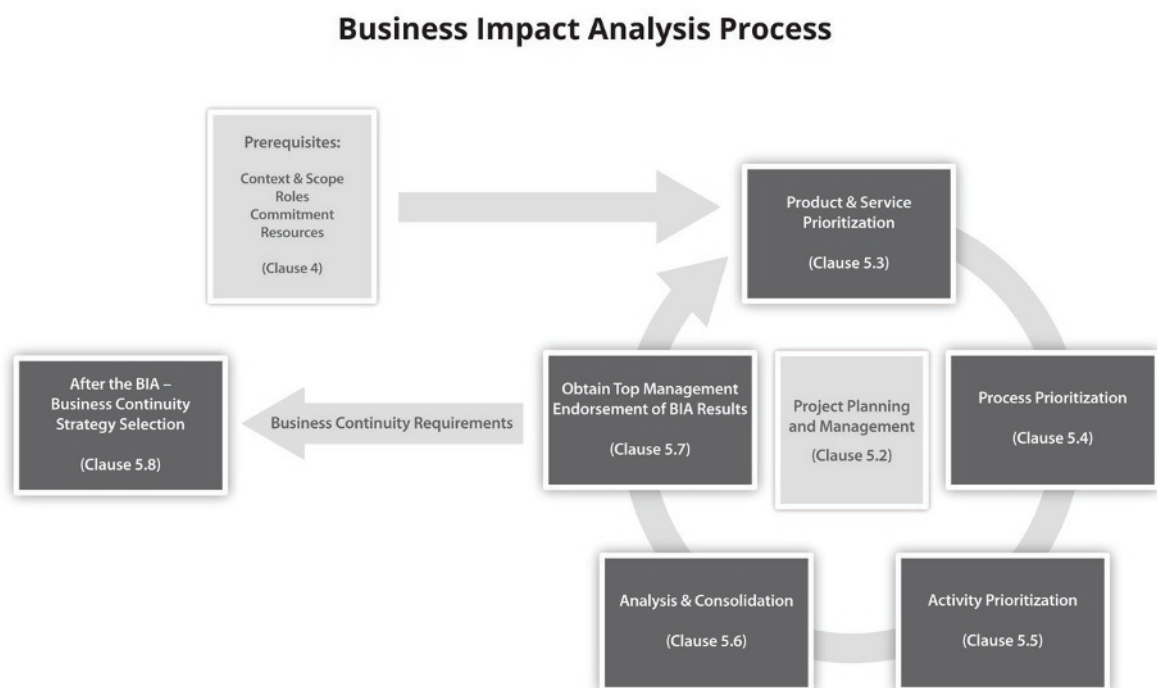 Business Impact Analysis Process
Prerequisites:
Context & Scope
Roles
Commitment
Resources
(Clause 4)
Product & Service
Prioritization
(Clause 5.3)
After the BIA –
Business Continuity
Strategy Selection
(Clause 5.8)
Business Continuity Requirements
Obtain Top Management
Endorsement of BIA Results
(Clause 5.7)
Project Planning
and Management
(Clause 5.2)
Process Prioritization
(Clause 5.4)
Analysis & Consolidation
(Clause 5.6)
Activity Prioritization
(Clause 5.5)